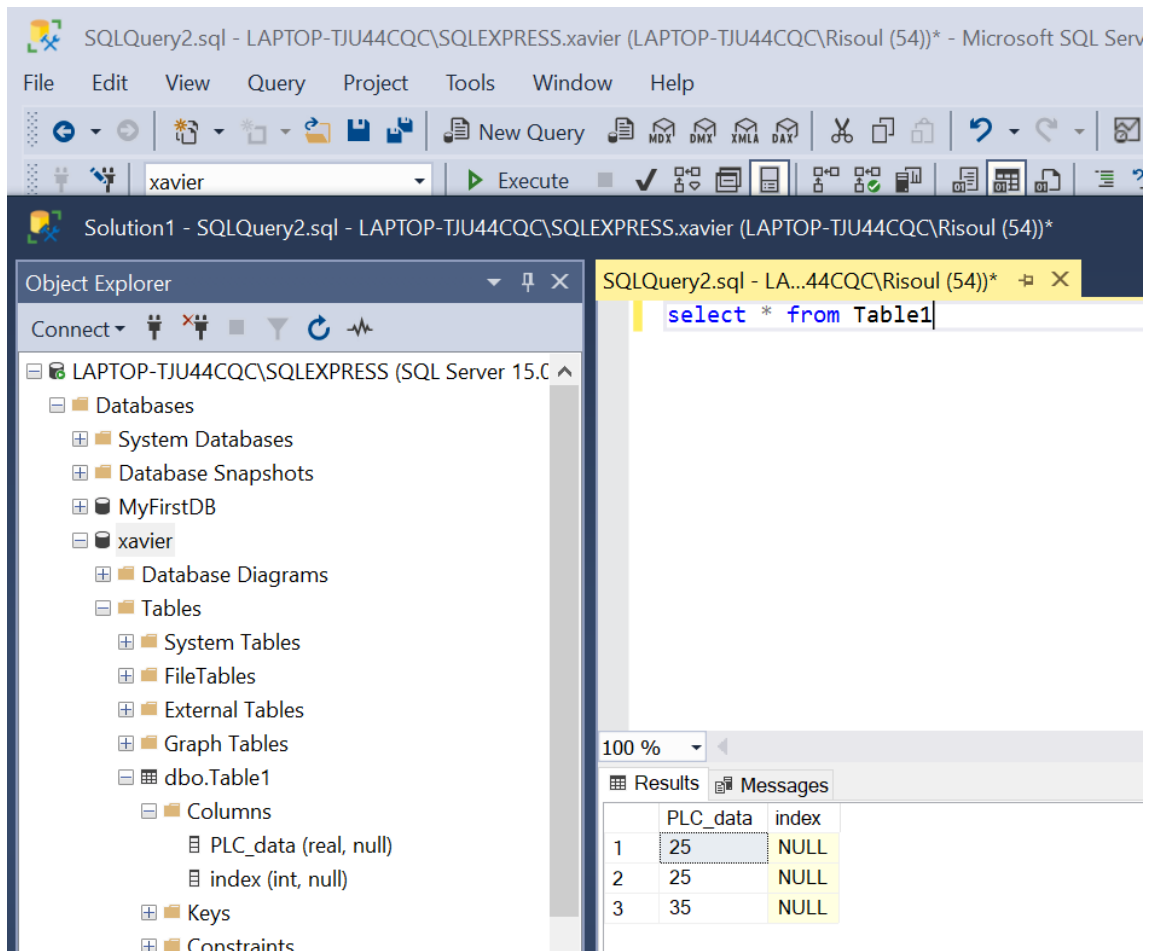 SQLQuery2.sql - LAPTOP-TJU44CQC\SQLEXPRESS.xavier (LAPTOP-TJU44CQC\Risoul (54))* - Microsoft SQL Serv
File Edit View Query Project Tools Window Help
New Query MDX DMX XMLA DAX
xavier Execute
Solution1 - SQLQuery2.sql - LAPTOP-TJU44CQC\SQLEXPRESS.xavier (LAPTOP-TJU44CQC\Risoul (54))*
Object Explorer
Connect
LAPTOP-TJU44CQC\SQLEXPRESS (SQL Server 15.0
Databases
System Databases
Database Snapshots
MyFirstDB
xavier
Database Diagrams
Tables
System Tables
FileTables
External Tables
Graph Tables
dbo.Table1
Columns
PLC_data (real, null)
index (int, null)
Keys
Constraints
SQLQuery2.sql - LA...44CQC\Risoul (54))*
select * from Table1
100 %
Results Messages
PLC_data index
1 25 NULL
2 25 NULL
3 35 NULL